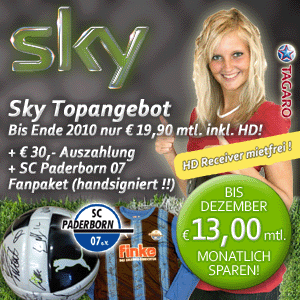 sky
TAGARO
Sky Topangebot
Bis Ende 2010 nur € 19,90 mtl. inkl. HD!
+ € 30,- Auszahlung
+ SC Paderborn 07
Fanpaket (handsigniert !!)
HD Receiver mietfrei !
BIS
DEZEMBER
€ 13,00 mtl.
MONATLICH
SPAREN!
SC
PADERBORN
07 e.V.
finke